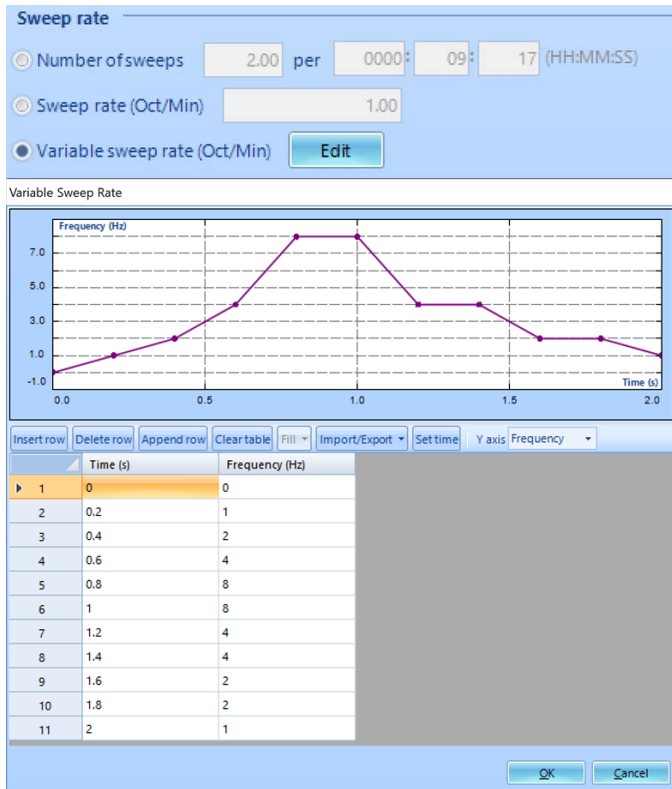 Sweep rate
Number of sweeps 2.00 per 0000: 09: 17 (HH:MM:SS)
Sweep rate (Oct/Min) 1.00
Variable sweep rate (Oct/Min) Edit
Variable Sweep Rate
Frequency (Hz)
7.0
5.0
3.0
1.0
-1.0
Time (s)
0.0 0.5 1.0 1.5 2.0
Insert row Delete row Append row Clear table Fill Import/Export Set time Y axis Frequency
Time (s) Frequency (Hz)
1 0 0
2 0.2 1
3 0.4 2
4 0.6 4
5 0.8 8
6 1 8
7 1.2 4
8 1.4 4
9 1.6 2
10 1.8 2
11 2 1
OK Cancel